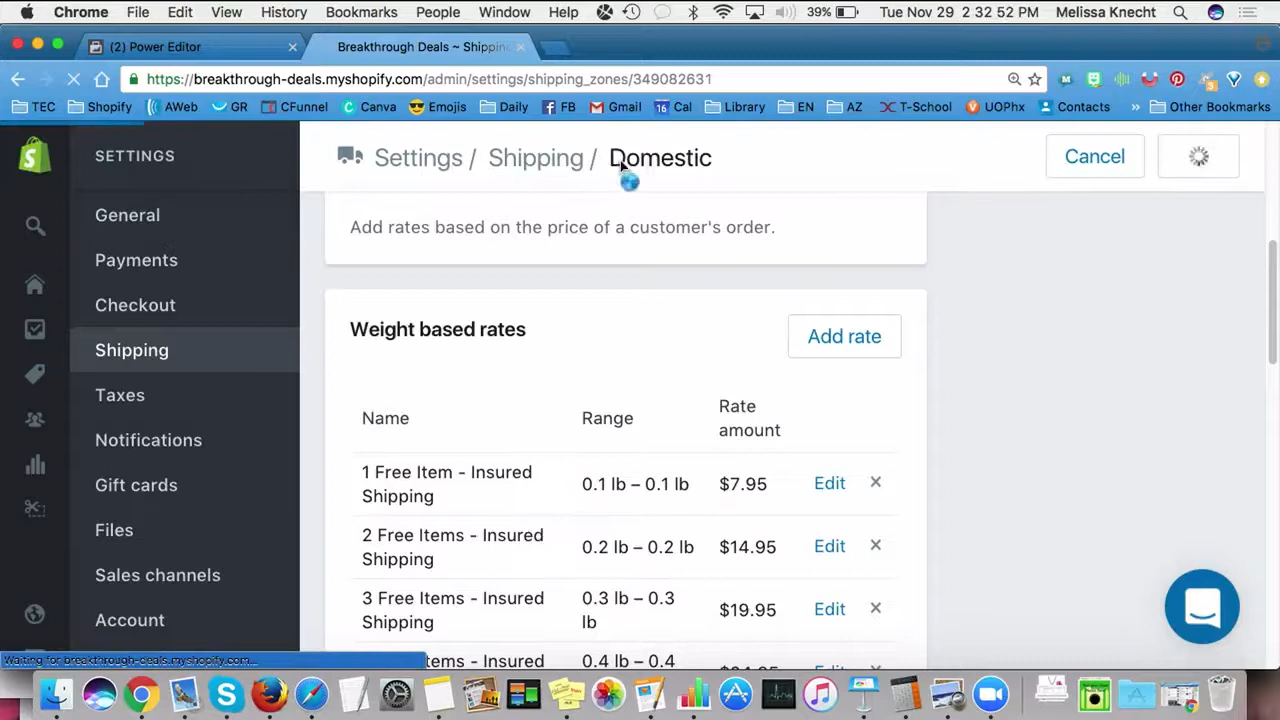 Chrome File Edit View History Bookmarks People Window Help 39% Tue Nov 29 2:32:52 PM Melissa Knecht
(2) Power Editor × Breakthrough Deals ~ Shipping ×
https://breakthrough-deals.myshopify.com/admin/settings/shipping_zones/349082631
TEC Shopify AWeb GR CFunnel Canva Emojis Daily FB Gmail 16 Cal Library EN AZ T-School UOPhx Contacts » Other Bookmarks
SETTINGS
General
Payments
Checkout
Shipping
Taxes
Notifications
Gift cards
Files
Sales channels
Account
Settings / Shipping / Domestic
Cancel
Add rates based on the price of a customer's order.
Weight based rates
Add rate
Name Range Rate amount
1 Free Item - Insured Shipping 0.1 lb – 0.1 lb $7.95 Edit ×
2 Free Items - Insured Shipping 0.2 lb – 0.2 lb $14.95 Edit ×
3 Free Items - Insured Shipping 0.3 lb – 0.3 lb $19.95 Edit ×
tems - Insured 0.4 lb – 0.4
Waiting for breakthrough-deals.myshopify.com...